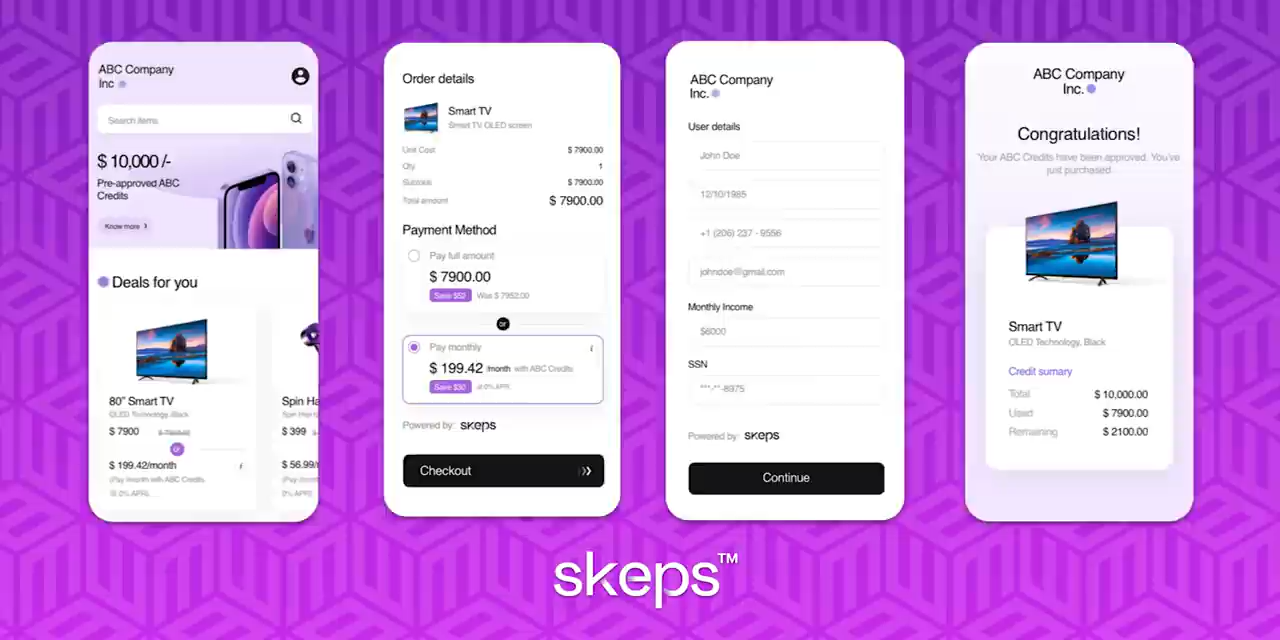 ABC Company
Inc
Search items
$ 10,000 /-
Pre-approved ABC
Credits
Know more
Deals for you
80" Smart TV
OLED Technology, Black
$ 7900
or
$ 199.42/month
(Pay month with ABC Credits
@ 0% APR)
Spin Ha
$ 399
$ 56.99/
(Pay mont
0% APR)
Order details
Smart TV
Smart TV OLED screen
Unit Cost $ 7900.00
Qty 1
Subtotal $ 7900.00
Total amount $ 7900.00
Payment Method
Pay full amount
$ 7900.00
Save $52 Was $ 7952.00
or
Pay monthly i
$ 199.42 /month with ABC Credits
Save $30 at 0% APR
Powered by: skeps
Checkout
ABC Company
Inc.
User details
John Doe
12/10/1985
+1 (206) 237 - 9556
johndoe@gmail.com
Monthly Income
$6000
SSN
***-**-8975
Powered by: skeps
Continue
ABC Company
Inc.
Congratulations!
Your ABC Credits have been approved. You've
just purchased
Smart TV
OLED Technology, Black
Credit sumary
Total $ 10,000.00
Used $ 7900.00
Remaining $ 2100.00
skeps™